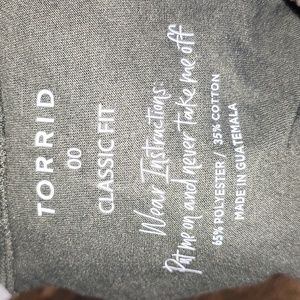 TORRID
00
CLASSIC FIT
Wear Instructions:
Put me on and never take me off
65% POLYESTER / 35% COTTON
MADE IN GUATEMALA